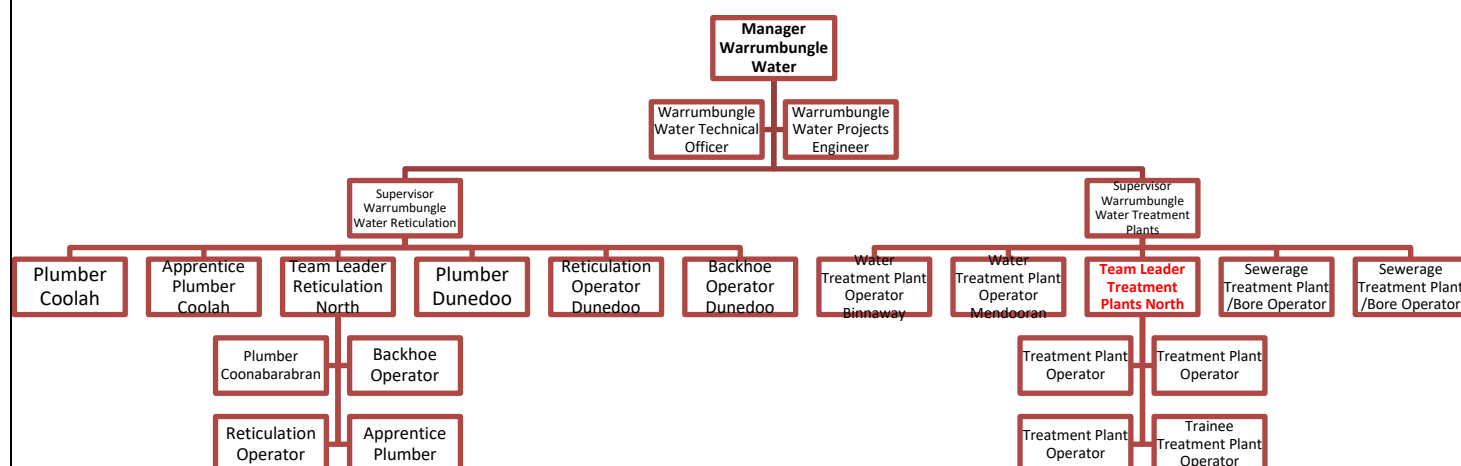 Manager
Warrumbungle
Water
Warrumbungle
Water Technical
Officer
Warrumbungle
Water Projects
Engineer
Supervisor
Warrumbungle
Water Reticulation
Supervisor
Warrumbungle
Water Treatment
Plants
Plumber
Coolah
Apprentice
Plumber
Coolah
Team Leader
Reticulation
North
Plumber
Dunedoo
Reticulation
Operator
Dunedoo
Backhoe
Operator
Dunedoo
Water
Treatment Plant
Operator
Binnaway
Water
Treatment Plant
Operator
Mendooran
Team Leader
Treatment
Plants North
Sewerage
Treatment Plant
/Bore Operator
Sewerage
Treatment Plant
/Bore Operator
Plumber
Coonabarabran
Backhoe
Operator
Treatment Plant
Operator
Treatment Plant
Operator
Reticulation
Operator
Apprentice
Plumber
Treatment Plant
Operator
Trainee
Treatment Plant
Operator